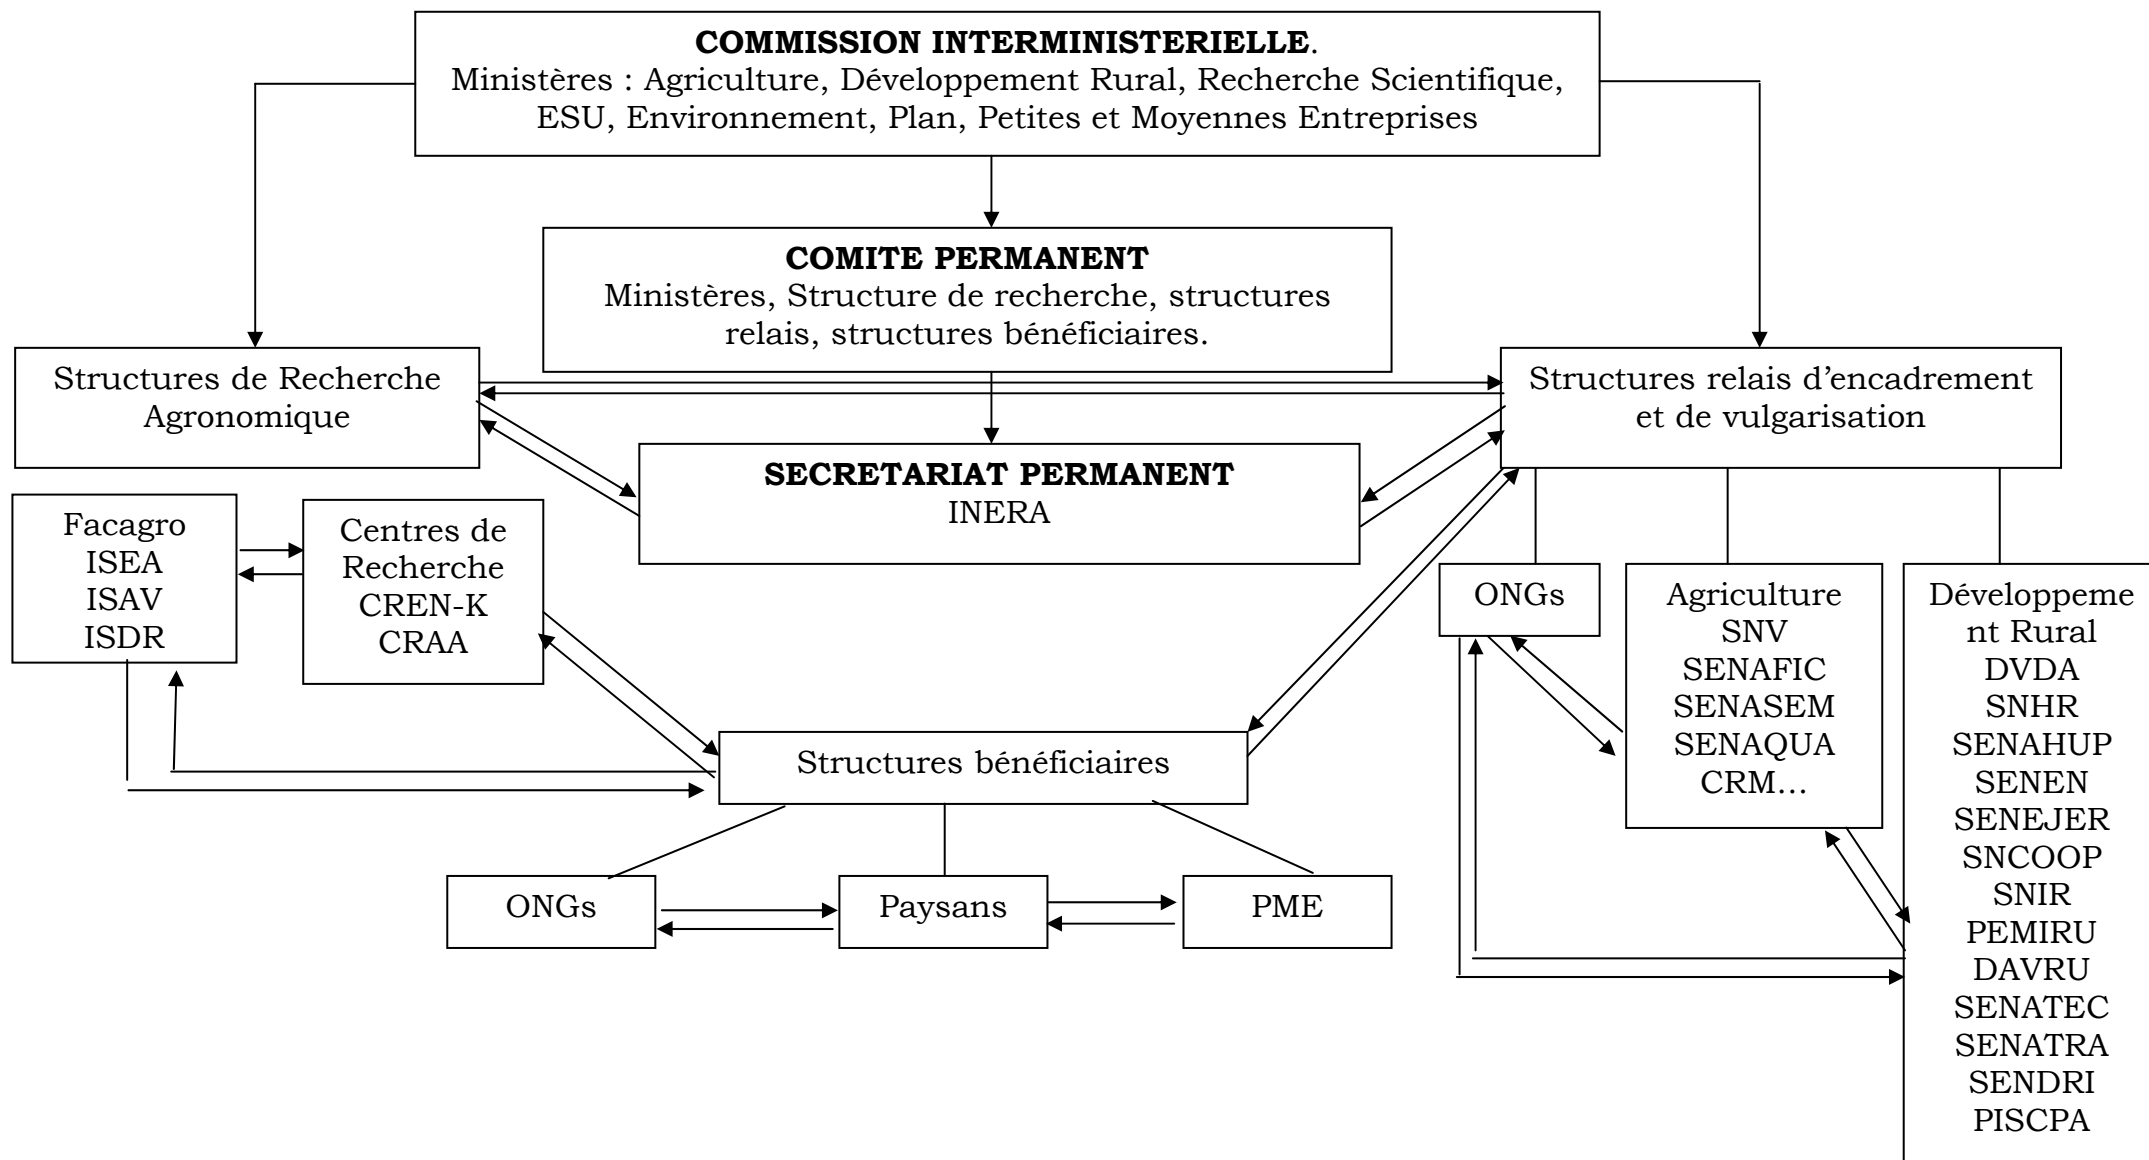 COMMISSION INTERMINISTERIELLE.
Ministères : Agriculture, Développement Rural, Recherche Scientifique,
ESU, Environnement, Plan, Petites et Moyennes Entreprises
COMITE PERMANENT
Ministères, Structure de recherche, structures
relais, structures bénéficiaires.
Structures de Recherche
Agronomique
Structures relais d’encadrement
et de vulgarisation
SECRETARIAT PERMANENT
INERA
Facagro
ISEA
ISAV
ISDR
Centres de
Recherche
CREN-K
CRAA
ONGs
Agriculture
SNV
SENAFIC
SENASEM
SENAQUA
CRM…
Développeme
nt Rural
DVDA
SNHR
SENAHUP
SENEN
SENEJER
SNCOOP
SNIR
PEMIRU
DAVRU
SENATEC
SENATRA
SENDRI
PISCPA
Structures bénéficiaires
ONGs
Paysans
PME